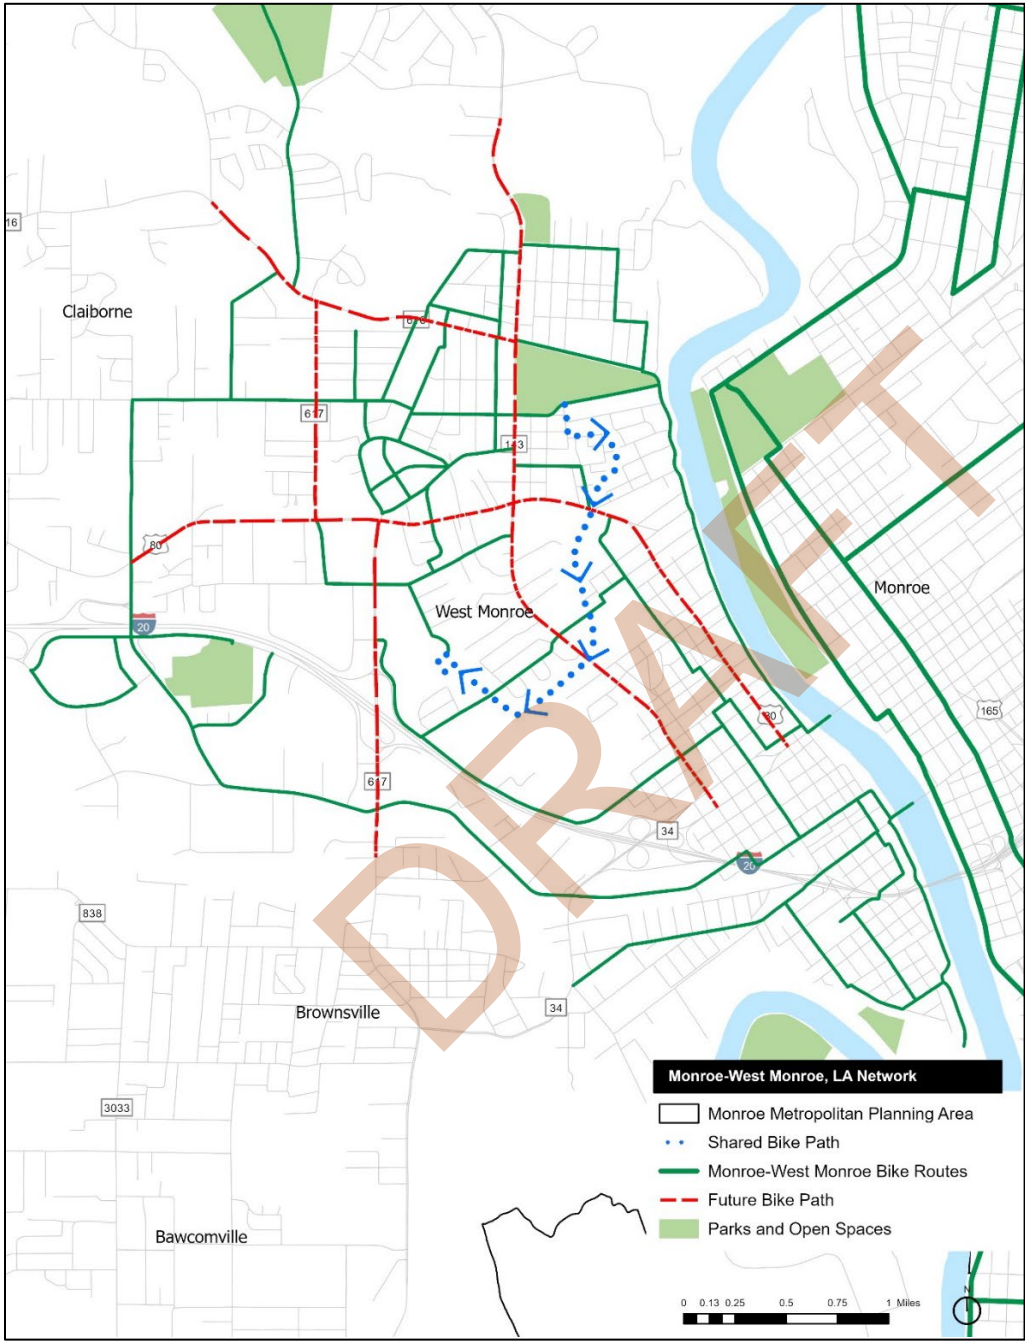 16
Claiborne
616
617
143
80
West Monroe
Monroe
20
165
80
617
34
20
838
Brownsville
34
3033
Bawcomville
DRAFT
Monroe-West Monroe, LA Network
Monroe Metropolitan Planning Area
Shared Bike Path
Monroe-West Monroe Bike Routes
Future Bike Path
Parks and Open Spaces
0 0.13 0.25 0.5 0.75 1 Miles
N